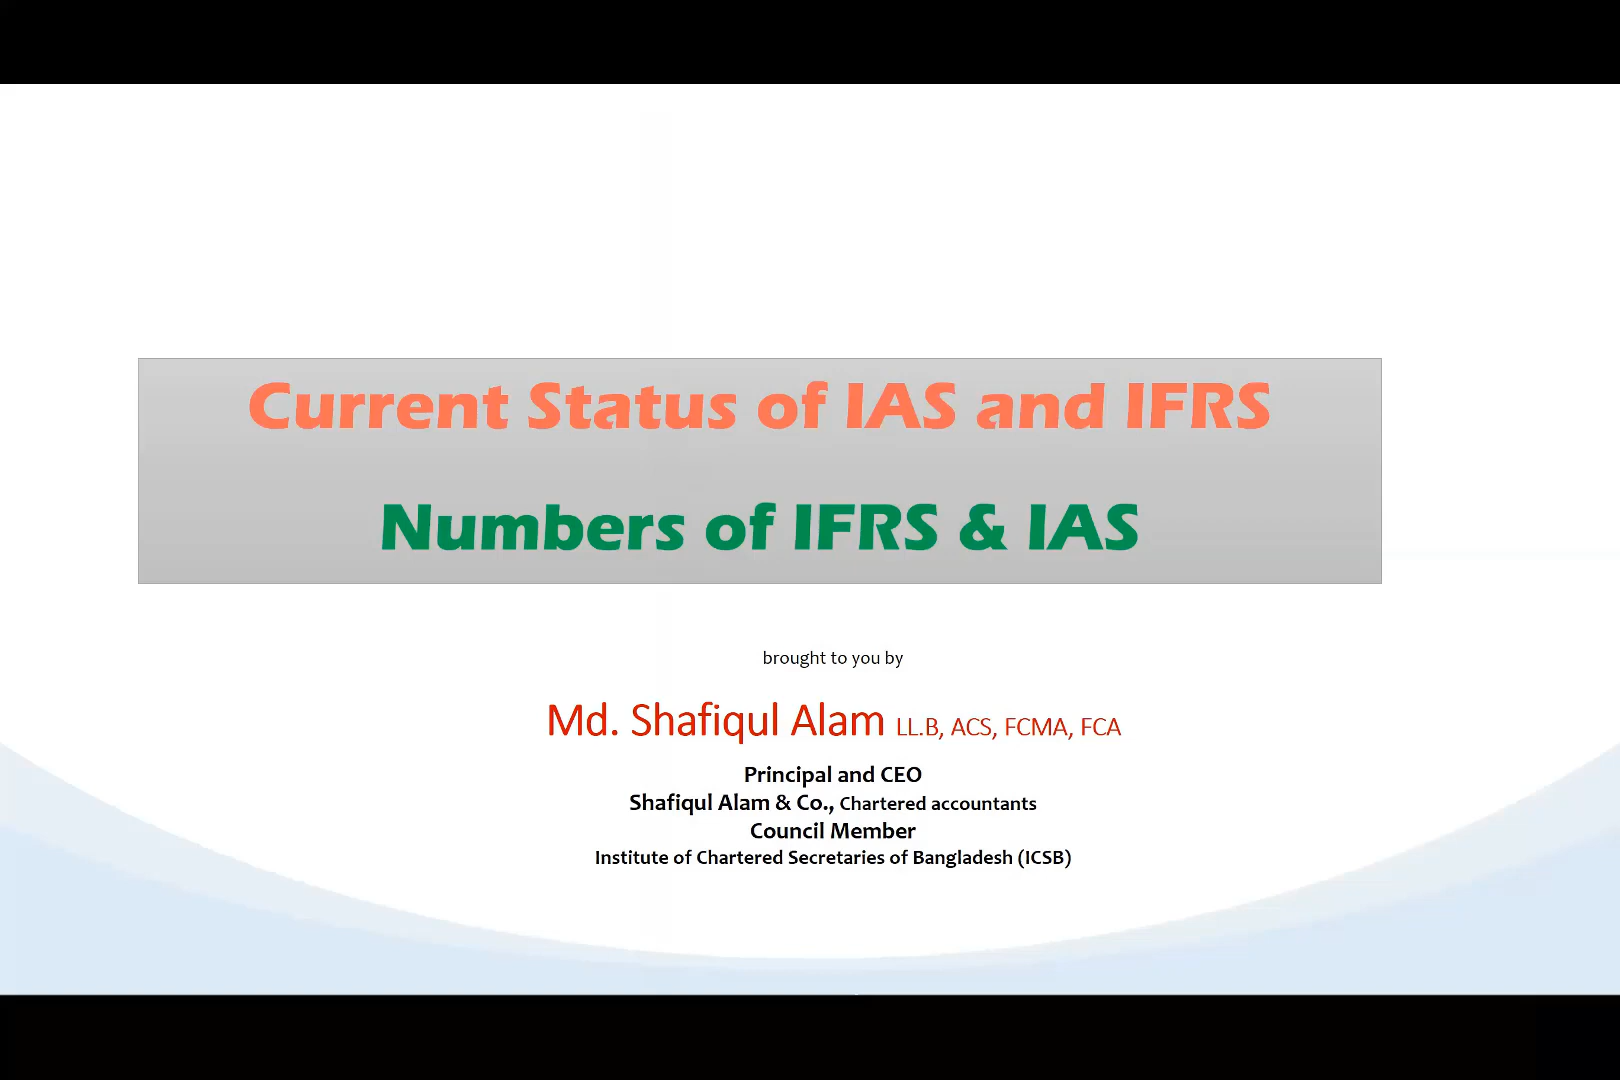 Current Status of IAS and IFRS
Numbers of IFRS & IAS
brought to you by
Md. Shafiqul Alam LL.B, ACS, FCMA, FCA
Principal and CEO
Shafiqul Alam & Co., Chartered accountants
Council Member
Institute of Chartered Secretaries of Bangladesh (ICSB)